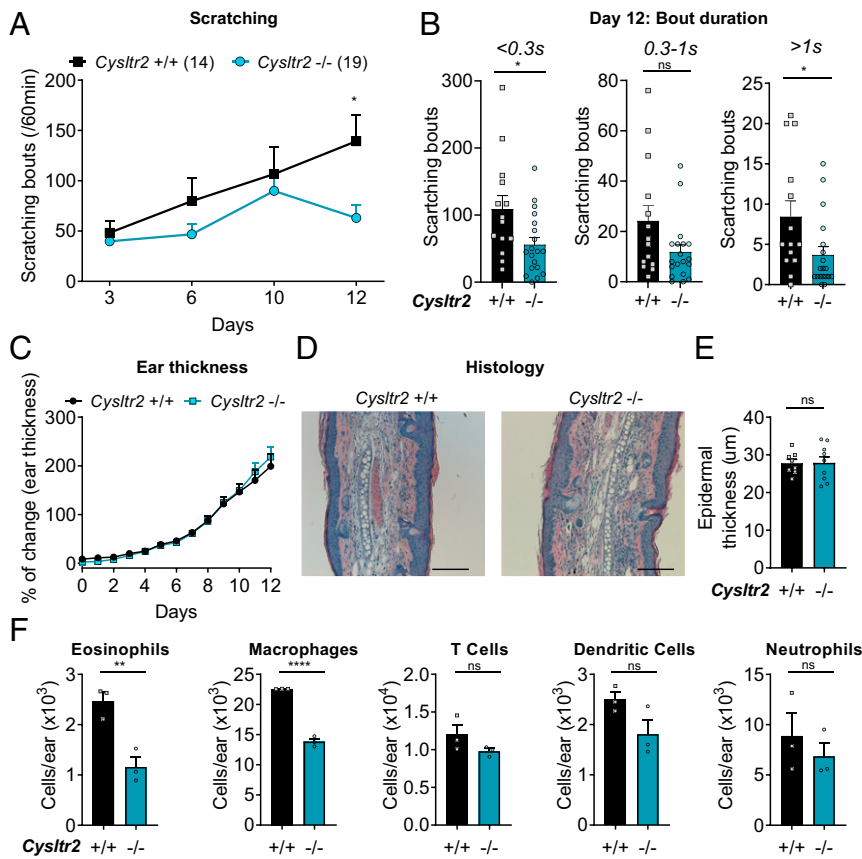 A
Scratching
Cysltr2 +/+ (14) Cysltr2 -/- (19)
Scratching bouts (/60min)
200
150
100
50
0
*
3 6 10 12
Days
B
Day 12: Bout duration
<0.3s 0.3-1s >1s
* ns *
Scartching bouts
300
200
100
0
Scartching bouts
80
60
40
20
0
Scartching bouts
25
20
15
10
5
0
Cysltr2 +/+ -/- +/+ -/- +/+ -/-
C
Ear thickness
Cysltr2 +/+ Cysltr2 -/-
% of change (ear thickness)
300
200
100
0
0 2 4 6 8 10 12
Days
D
Histology
Cysltr2 +/+ Cysltr2 -/-
E
ns
Epidermal
thickness (um)
40
30
20
10
0
Cysltr2 +/+ -/-
F
Eosinophils Macrophages T Cells Dendritic Cells Neutrophils
** **** ns ns ns
Cells/ear (x10³)
3
2
1
0
Cells/ear (x10³)
25
20
15
10
5
0
Cells/ear (x10⁴)
2.0
1.5
1.0
0.5
0
Cells/ear (x10³)
3
2
1
0
Cells/ear (x10³)
15
10
5
0
Cysltr2 +/+ -/- +/+ -/- +/+ -/- +/+ -/- +/+ -/-